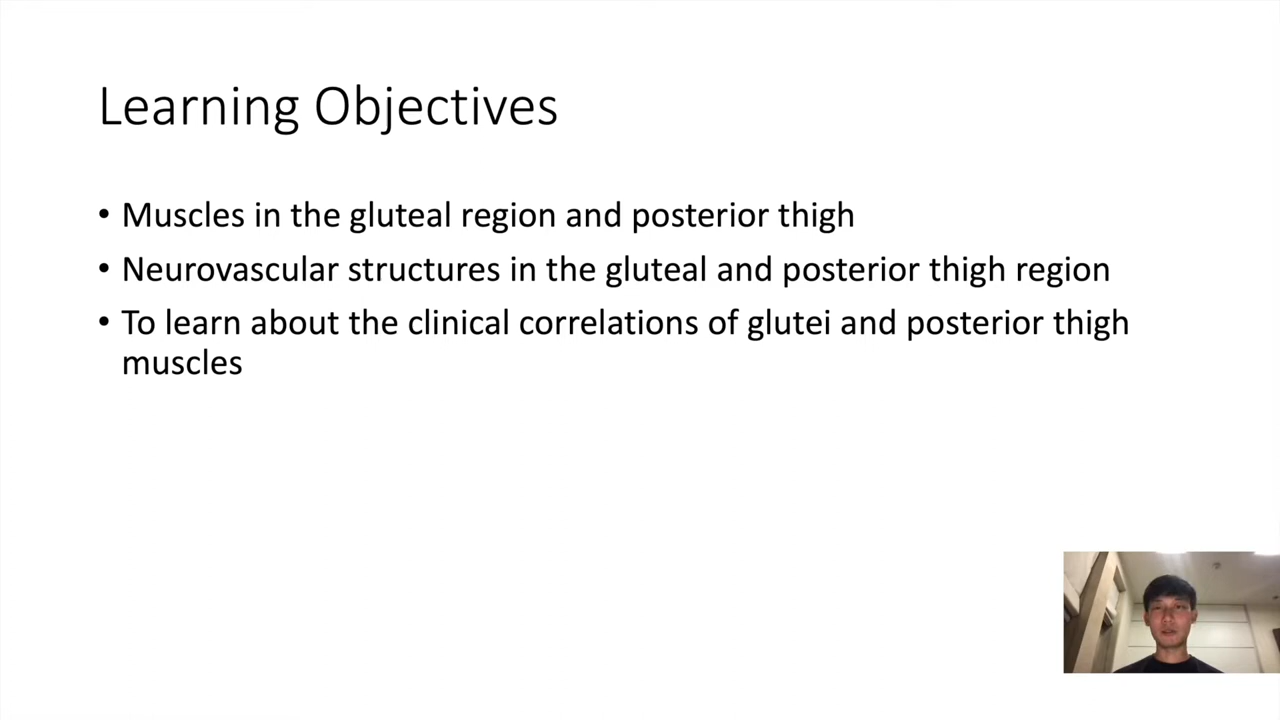 Learning Objectives
• Muscles in the gluteal region and posterior thigh
• Neurovascular structures in the gluteal and posterior thigh region
• To learn about the clinical correlations of glutei and posterior thigh
muscles